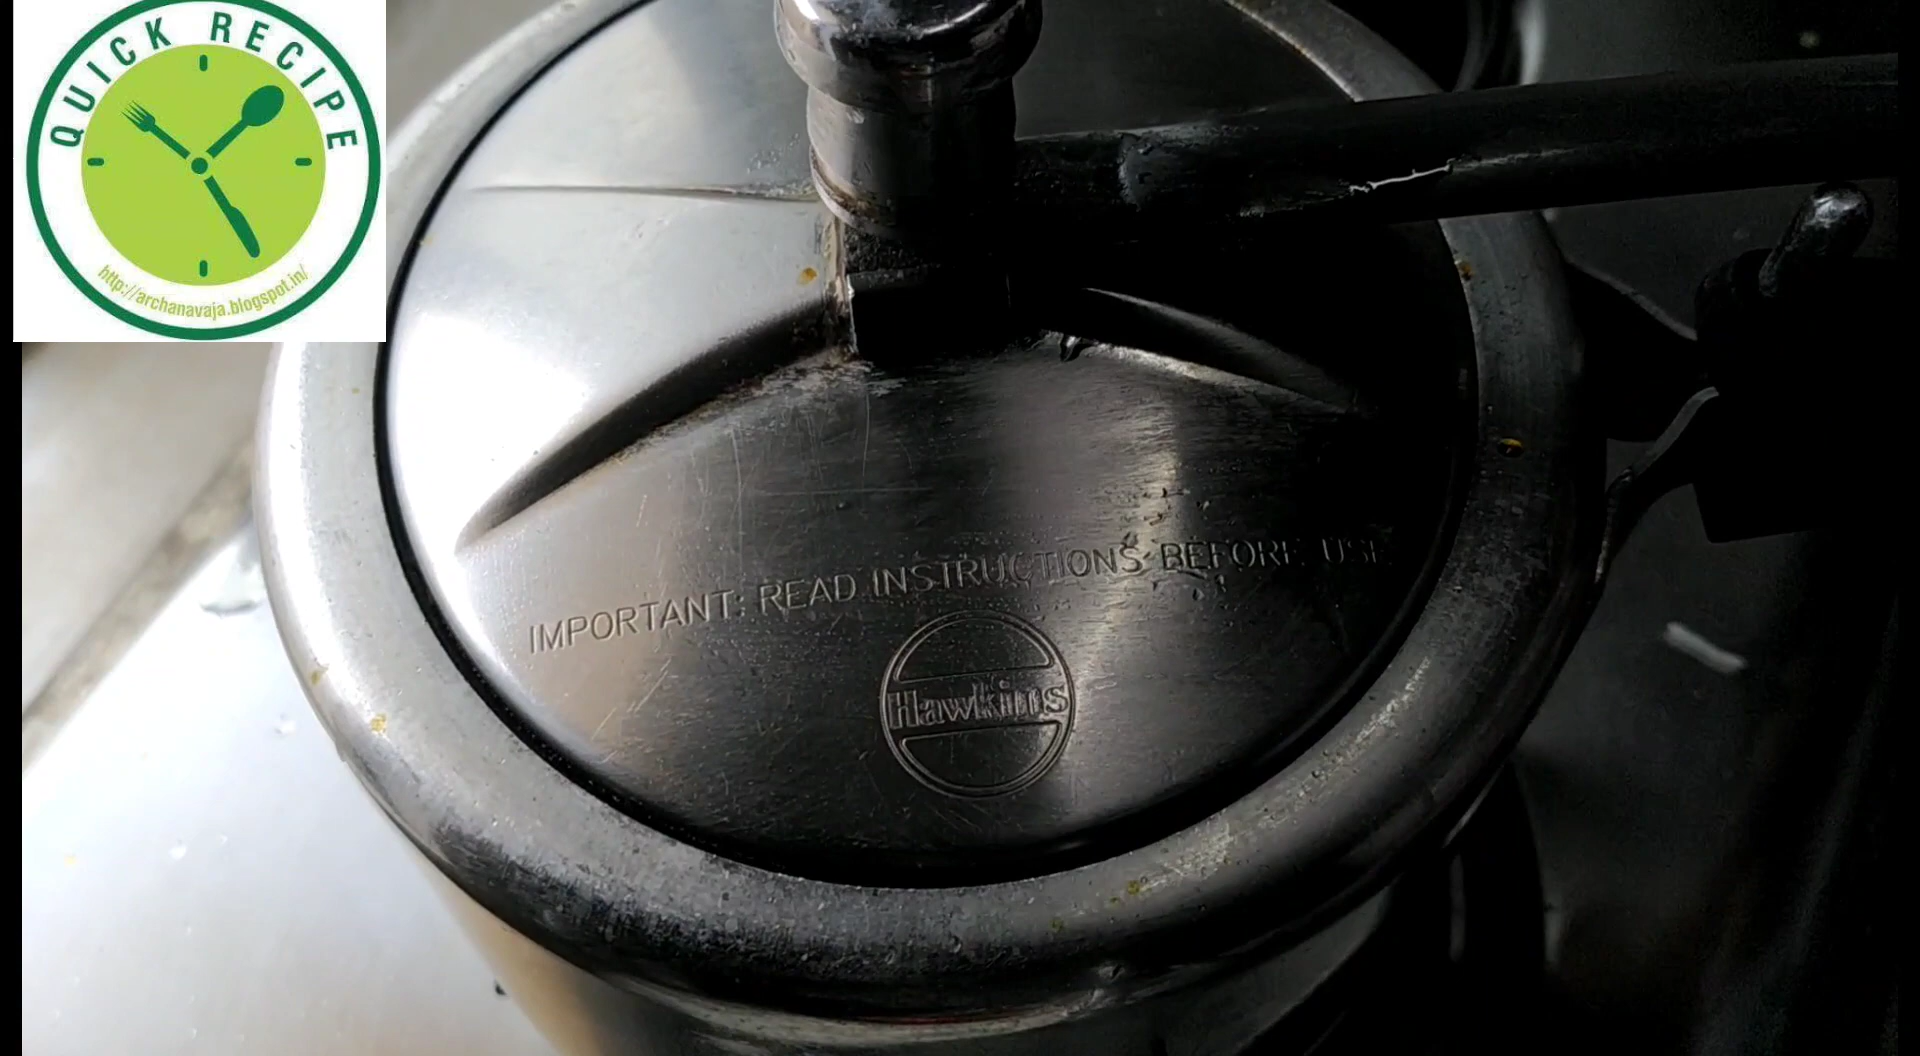 QUICK RECIPE
http://archanavaja.blogspot.in/
IMPORTANT: READ INSTRUCTIONS BEFORE USE
Hawkins